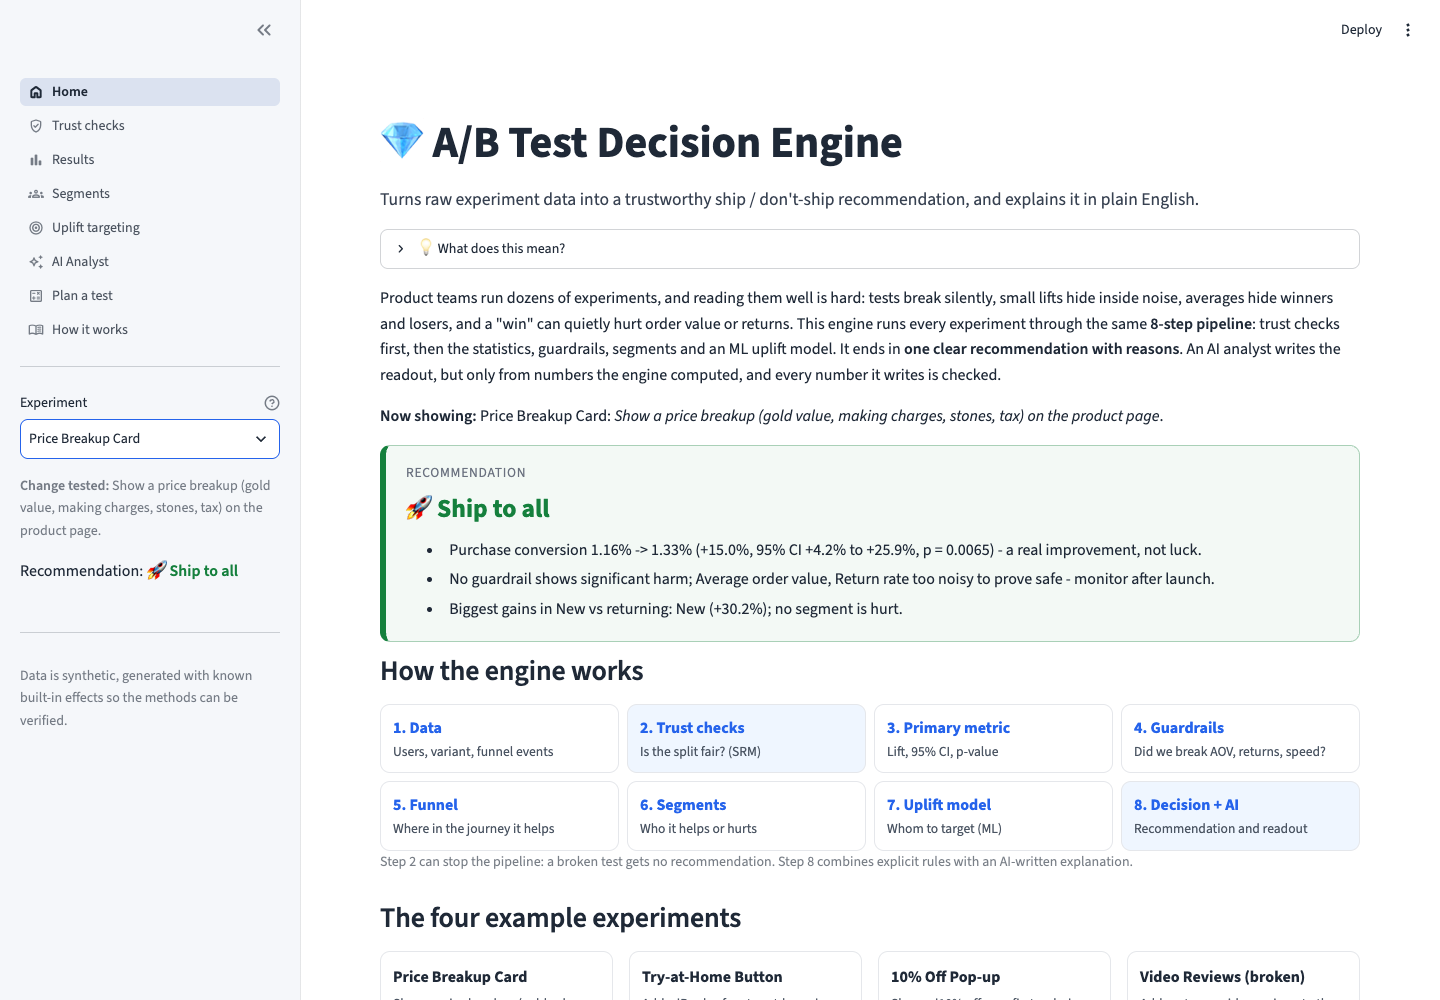 Deploy
Home
Trust checks
Results
Segments
Uplift targeting
AI Analyst
Plan a test
How it works
Experiment
Price Breakup Card
Change tested: Show a price breakup (gold
value, making charges, stones, tax) on the
product page.
Recommendation: 🚀 Ship to all
Data is synthetic, generated with known
built-in effects so the methods can be
verified.
💎 A/B Test Decision Engine
Turns raw experiment data into a trustworthy ship / don't-ship recommendation, and explains it in plain English.
💡 What does this mean?
Product teams run dozens of experiments, and reading them well is hard: tests break silently, small lifts hide inside noise, averages hide winners
and losers, and a "win" can quietly hurt order value or returns. This engine runs every experiment through the same 8-step pipeline: trust checks
first, then the statistics, guardrails, segments and an ML uplift model. It ends in one clear recommendation with reasons. An AI analyst writes the
readout, but only from numbers the engine computed, and every number it writes is checked.
Now showing: Price Breakup Card: Show a price breakup (gold value, making charges, stones, tax) on the product page.
RECOMMENDATION
🚀 Ship to all
• Purchase conversion 1.16% -> 1.33% (+15.0%, 95% CI +4.2% to +25.9%, p = 0.0065) - a real improvement, not luck.
• No guardrail shows significant harm; Average order value, Return rate too noisy to prove safe - monitor after launch.
• Biggest gains in New vs returning: New (+30.2%); no segment is hurt.
How the engine works
1. Data
Users, variant, funnel events
2. Trust checks
Is the split fair? (SRM)
3. Primary metric
Lift, 95% CI, p-value
4. Guardrails
Did we break AOV, returns, speed?
5. Funnel
Where in the journey it helps
6. Segments
Who it helps or hurts
7. Uplift model
Whom to target (ML)
8. Decision + AI
Recommendation and readout
Step 2 can stop the pipeline: a broken test gets no recommendation. Step 8 combines explicit rules with an AI-written explanation.
The four example experiments
Price Breakup Card
Try-at-Home Button
10% Off Pop-up
Video Reviews (broken)